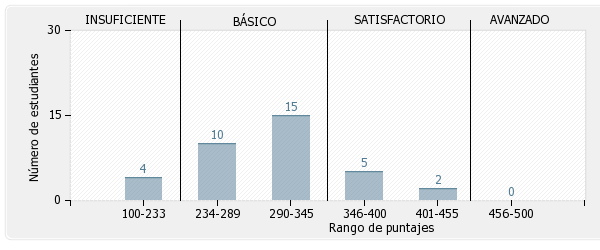 INSUFICIENTE BÁSICO SATISFACTORIO AVANZADO
Número de estudiantes
30
15
0
4 10 15 5 2 0
100-233 234-289 290-345 346-400 401-455 456-500
Rango de puntajes